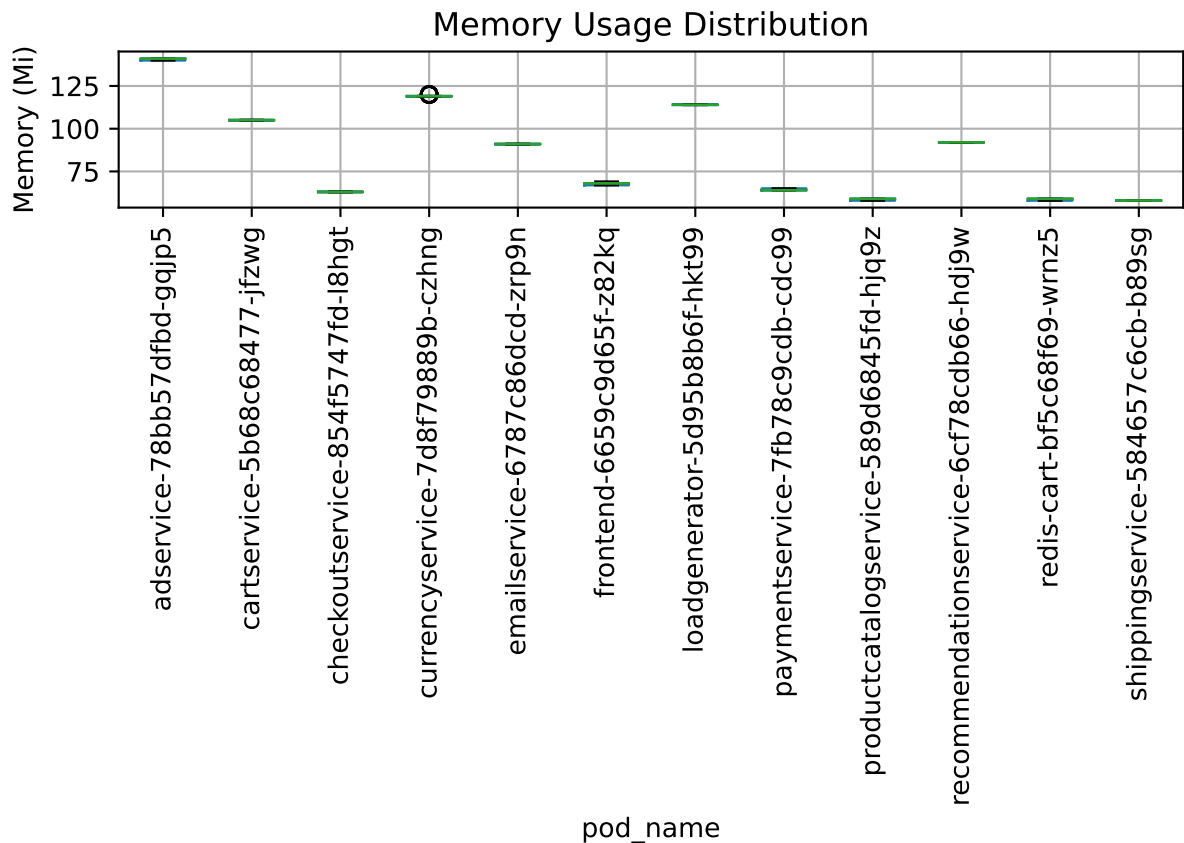 Memory Usage Distribution
Memory (Mi)
125
100
75
adservice-78bb57dfbd-gqjp5
cartservice-5b68c68477-jfzwg
checkoutservice-854f5747fd-l8hgt
currencyservice-7d8f79889b-czhng
emailservice-6787c86dcd-zrp9n
frontend-6659c9d65f-z82kq
loadgenerator-5d95b8b6f-hkt99
paymentservice-7fb78c9cdb-cdc99
productcatalogservice-589d6845fd-hjq9z
recommendationservice-6cf78cdb66-hdj9w
redis-cart-bf5c68f69-wrnz5
shippingservice-584657c6cb-b89sg
pod_name